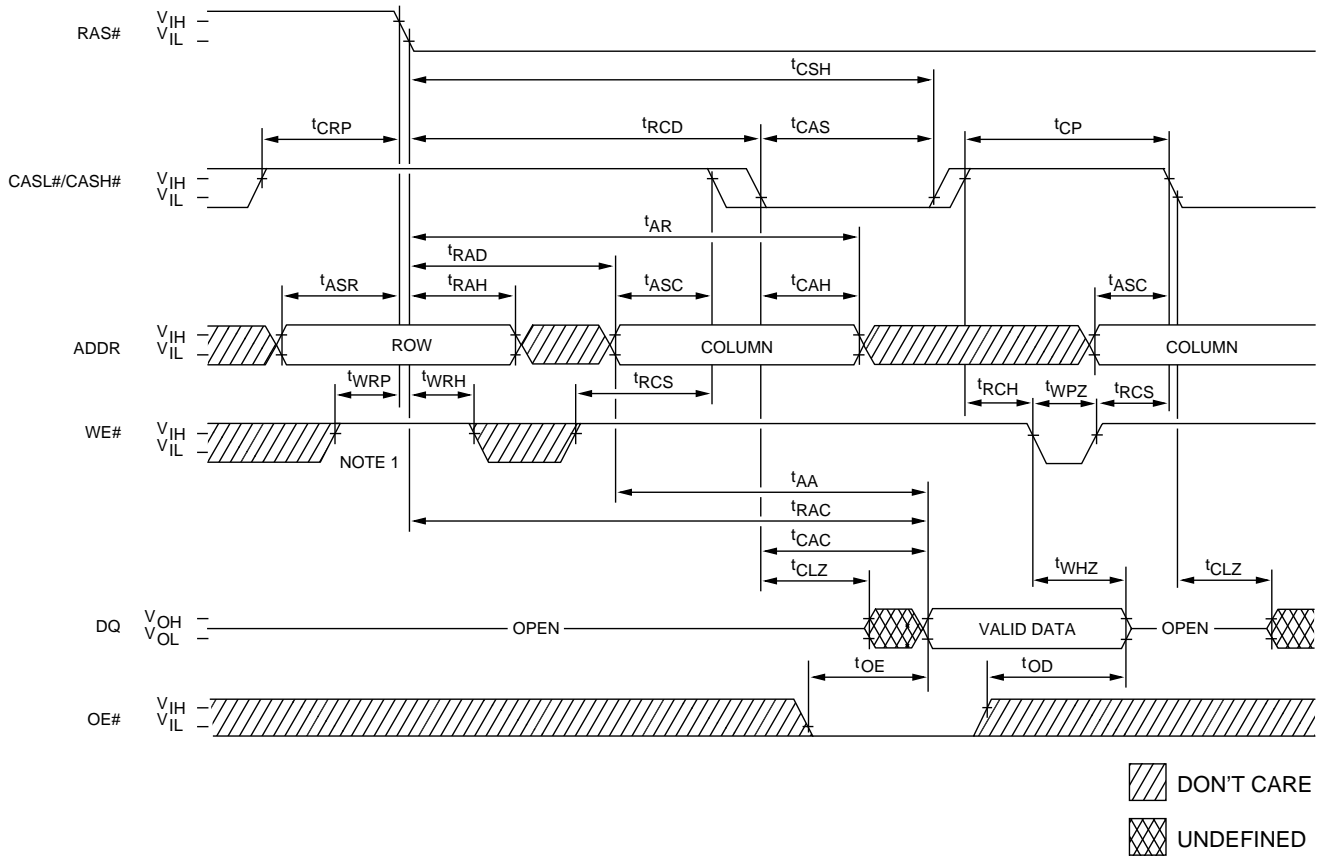 RAS# VIH
VIL
tCSH
tCRP tRCD tCAS tCP
CASL#/CASH# VIH
VIL
tAR
tRAD
tASR tRAH tASC tCAH tASC
ADDR VIH
VIL
ROW COLUMN COLUMN
tWRP tWRH tRCS tRCH tWPZ tRCS
WE# VIH
VIL
NOTE 1
tAA
tRAC
tCAC
tCLZ tWHZ tCLZ
DQ VOH
VOL
OPEN VALID DATA OPEN
tOE tOD
OE# VIH
VIL
DON'T CARE
UNDEFINED